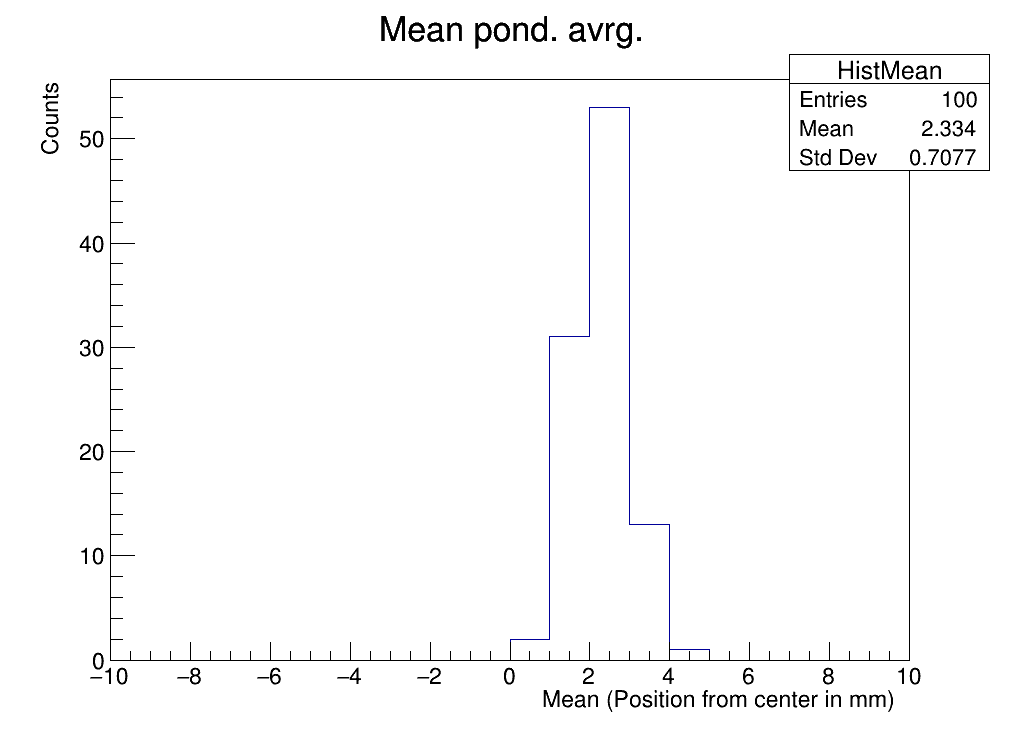 Mean pond. avrg.
HistMean
Entries 100
Mean 2.334
Std Dev 0.7077
Counts
50
40
30
20
10
0
−10 −8 −6 −4 −2 0 2 4 6 8 10
Mean (Position from center in mm)